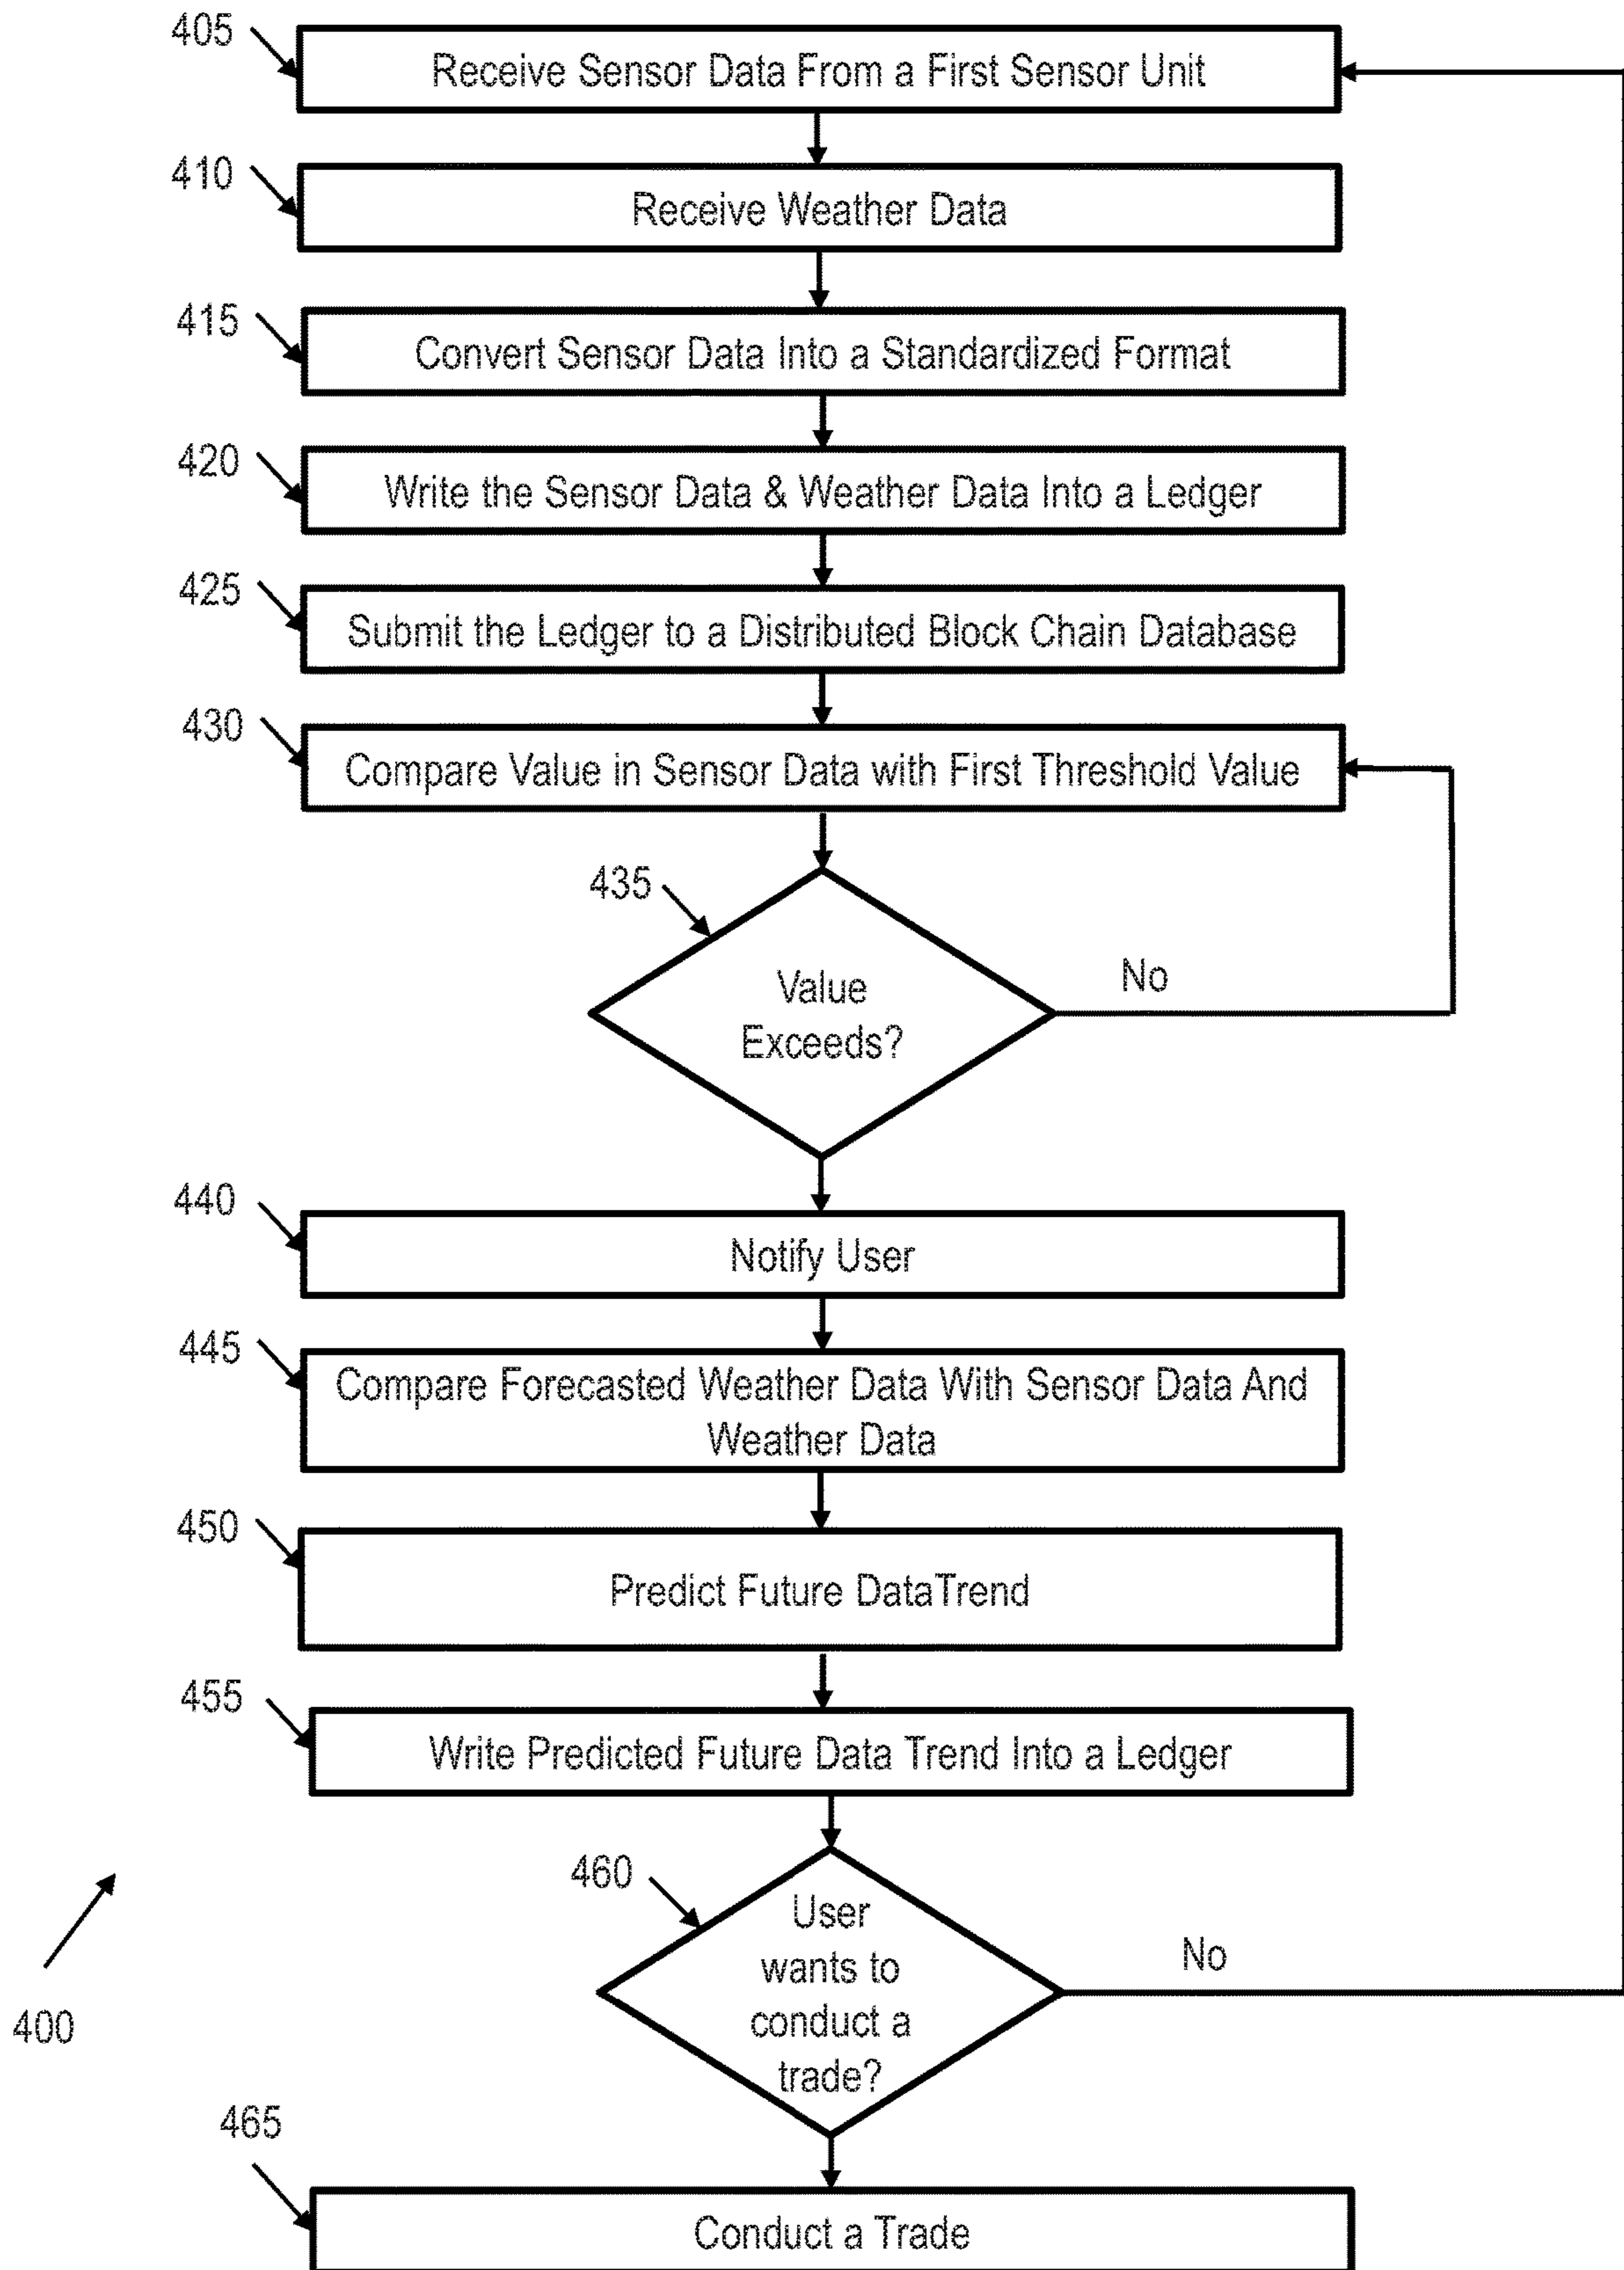 405
Receive Sensor Data From a First Sensor Unit
410
Receive Weather Data
415
Convert Sensor Data Into a Standardized Format
420
Write the Sensor Data & Weather Data Into a Ledger
425
Submit the Ledger to a Distributed Block Chain Database
430
Compare Value in Sensor Data with First Threshold Value
435
Value
Exceeds?
No
440
Notify User
445
Compare Forecasted Weather Data With Sensor Data And
Weather Data
450
Predict Future DataTrend
455
Write Predicted Future Data Trend Into a Ledger
460
User
wants to
conduct a
trade?
No
400
465
Conduct a Trade